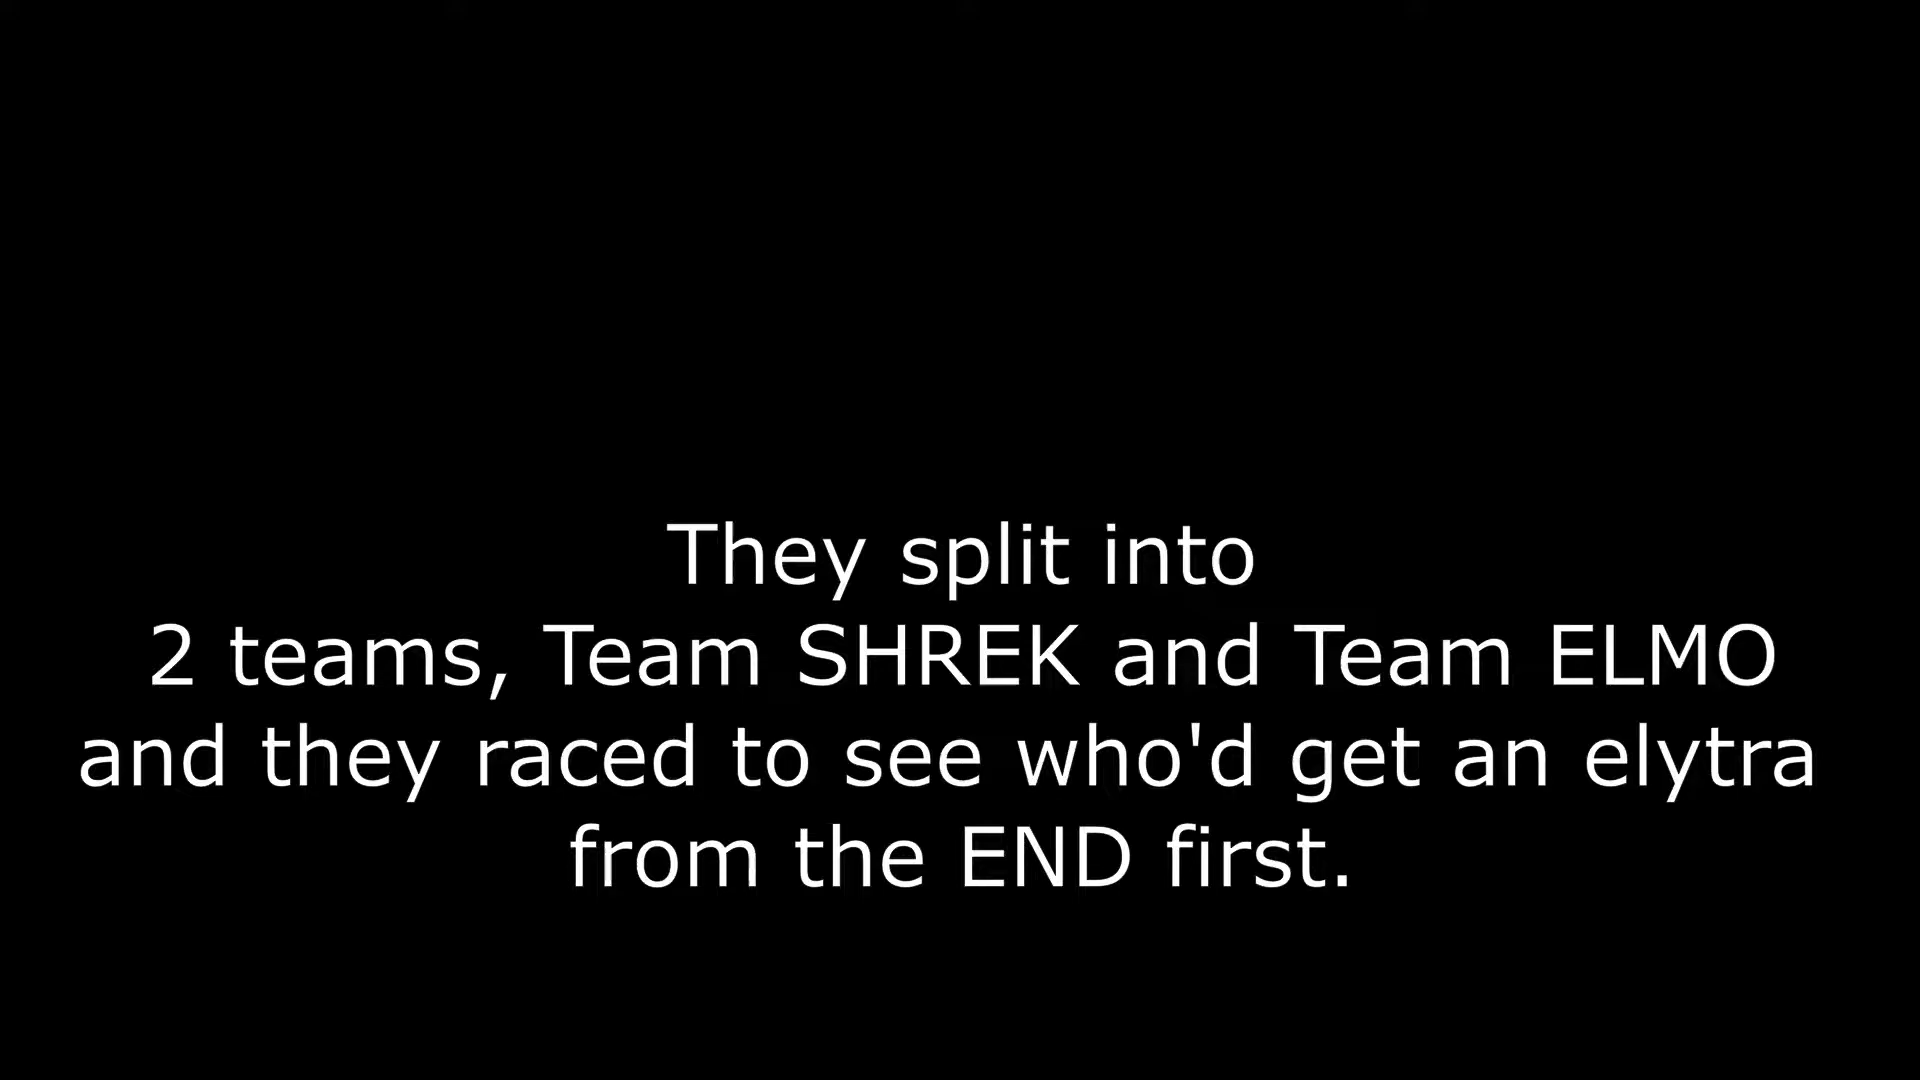 They split into
2 teams, Team SHREK and Team ELMO
and they raced to see who'd get an elytra
from the END first.